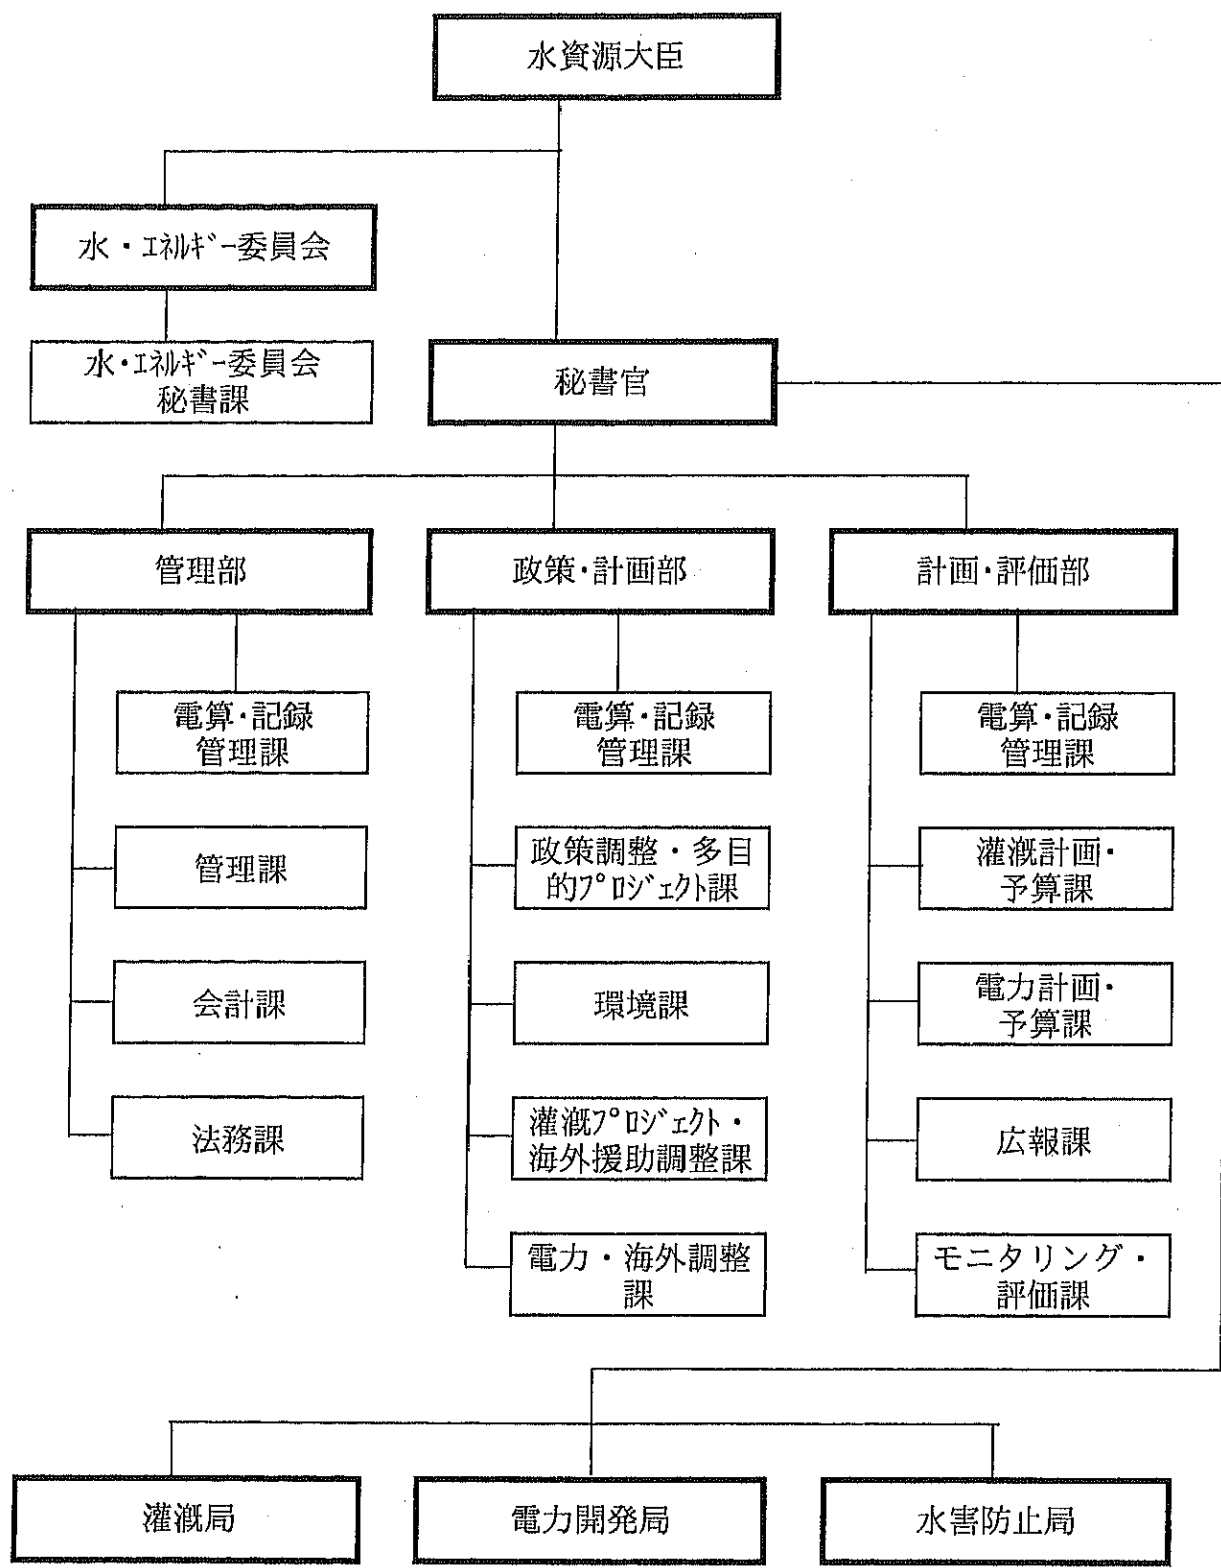 水資源大臣
水・ｴﾈﾙｷﾞｰ委員会
水・ｴﾈﾙｷﾞｰ委員会
秘書課
秘書官
管理部
政策・計画部
計画・評価部
電算・記録
管理課
電算・記録
管理課
電算・記録
管理課
管理課
政策調整・多目
的ﾌﾟﾛｼﾞｪｸﾄ課
灌漑計画・
予算課
会計課
環境課
電力計画・
予算課
法務課
灌漑ﾌﾟﾛｼﾞｪｸﾄ・
海外援助調整課
広報課
電力・海外調整
課
モニタリング・
評価課
灌漑局
電力開発局
水害防止局